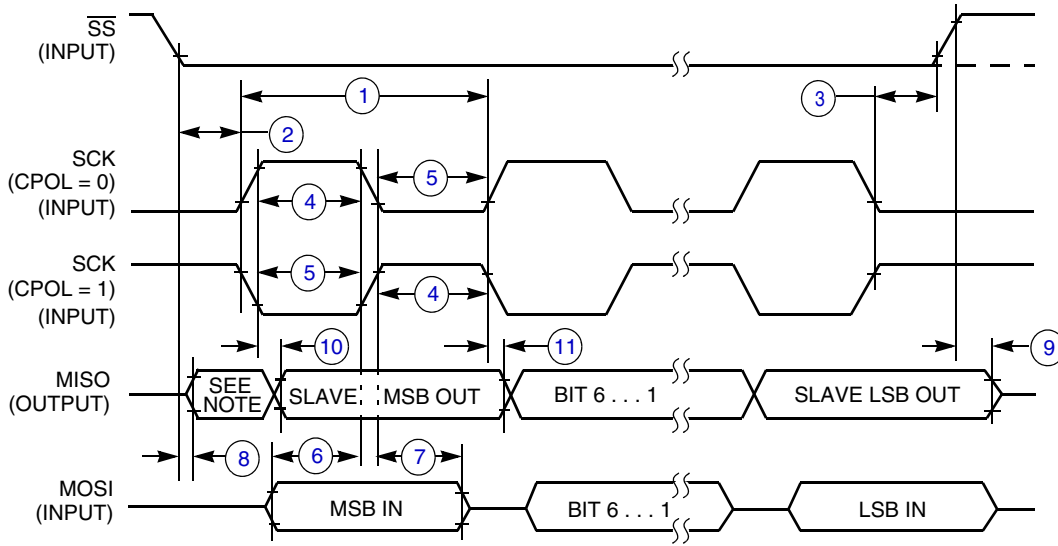 SS
(INPUT)
1
3
2
SCK
(CPOL = 0)
(INPUT)
5
4
SCK
(CPOL = 1)
(INPUT)
5
4
10
11
9
MISO
(OUTPUT)
SEE
NOTE
SLAVE
MSB OUT
BIT 6 . . . 1
SLAVE LSB OUT
8
6
7
MOSI
(INPUT)
MSB IN
BIT 6 . . . 1
LSB IN